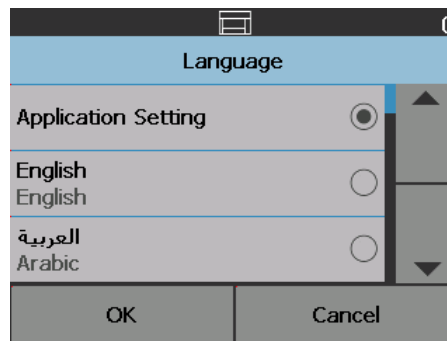 Language
Application Setting
English
English
العربية
Arabic
OK
Cancel